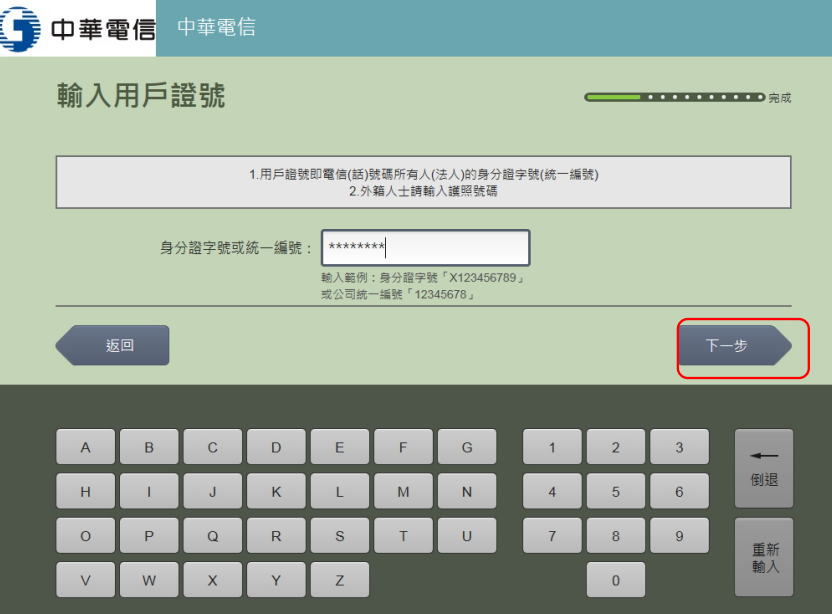 中華電信
中華電信
輸入用戶證號
完成
1.用戶證號即電信(話)號碼所有人(法人)的身分證字號(統一編號)
2.外籍人士請輸入護照號碼
身分證字號或統一編號：
********
輸入範例：身分證字號「X123456789」
或公司統一編號「12345678」
返回
下一步
A B C D E F G 1 2 3
倒退
H I J K L M N 4 5 6
O P Q R S T U 7 8 9
重新
輸入
V W X Y Z 0